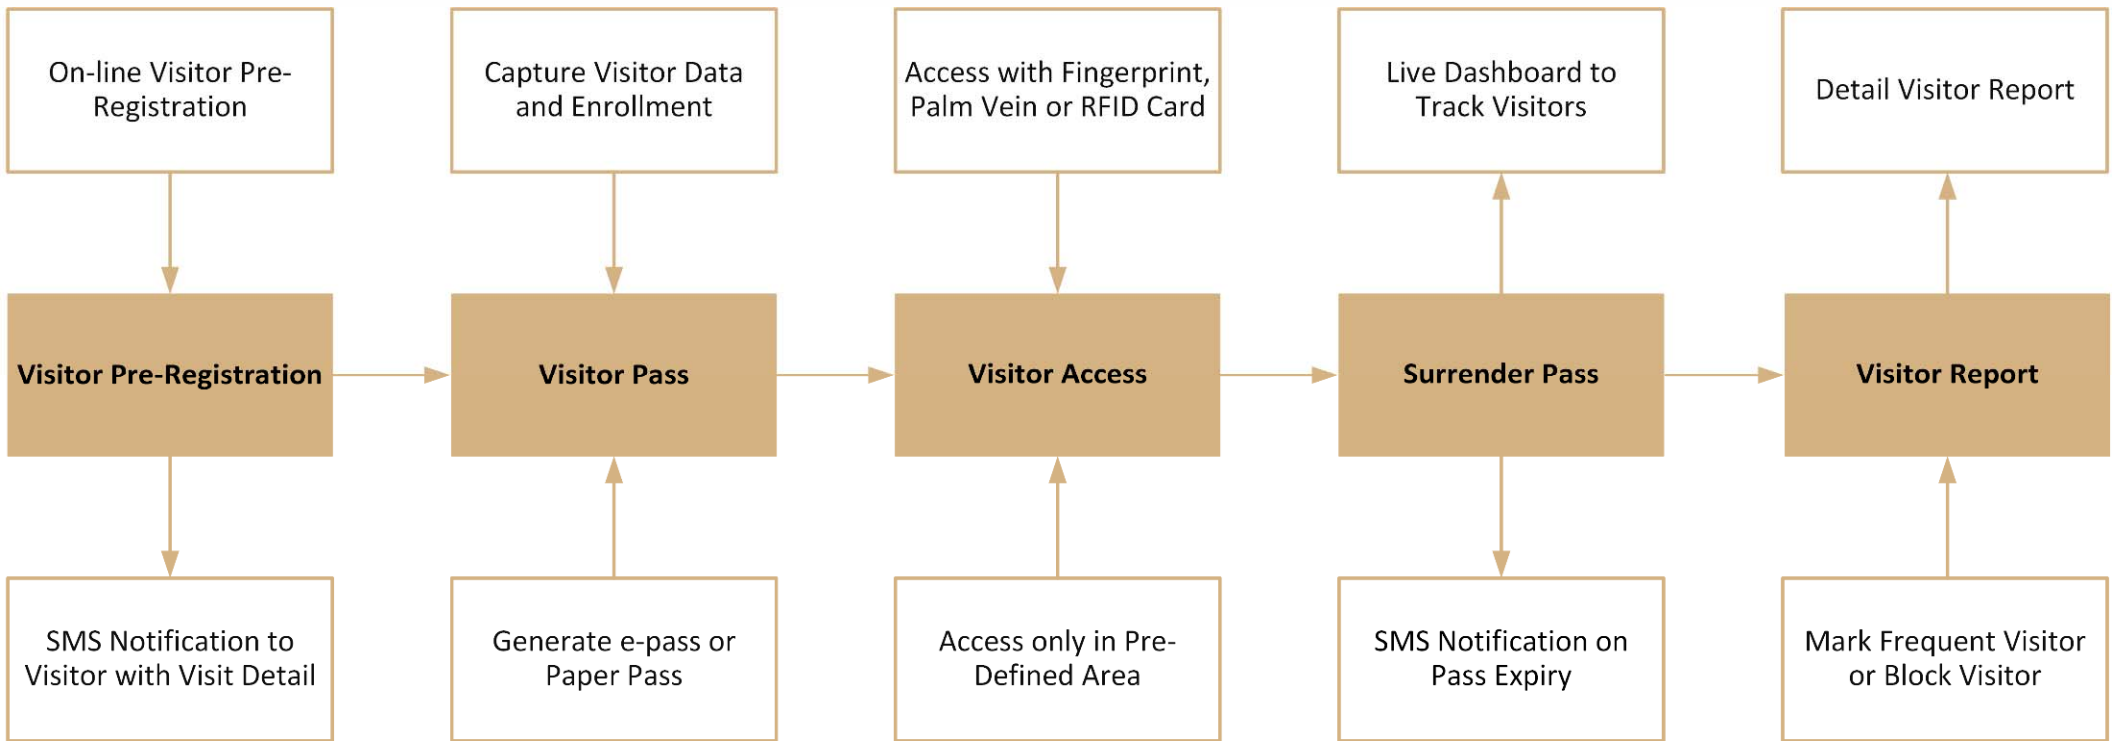 On-line Visitor Pre-
Registration
Capture Visitor Data
and Enrollment
Access with Fingerprint,
Palm Vein or RFID Card
Live Dashboard to
Track Visitors
Detail Visitor Report
Visitor Pre-Registration
Visitor Pass
Visitor Access
Surrender Pass
Visitor Report
SMS Notification to
Visitor with Visit Detail
Generate e-pass or
Paper Pass
Access only in Pre-
Defined Area
SMS Notification on
Pass Expiry
Mark Frequent Visitor
or Block Visitor